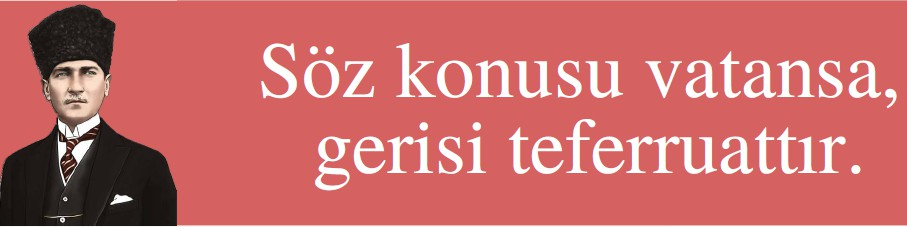 Söz konusu vatansa,
gerisi teferruattır.